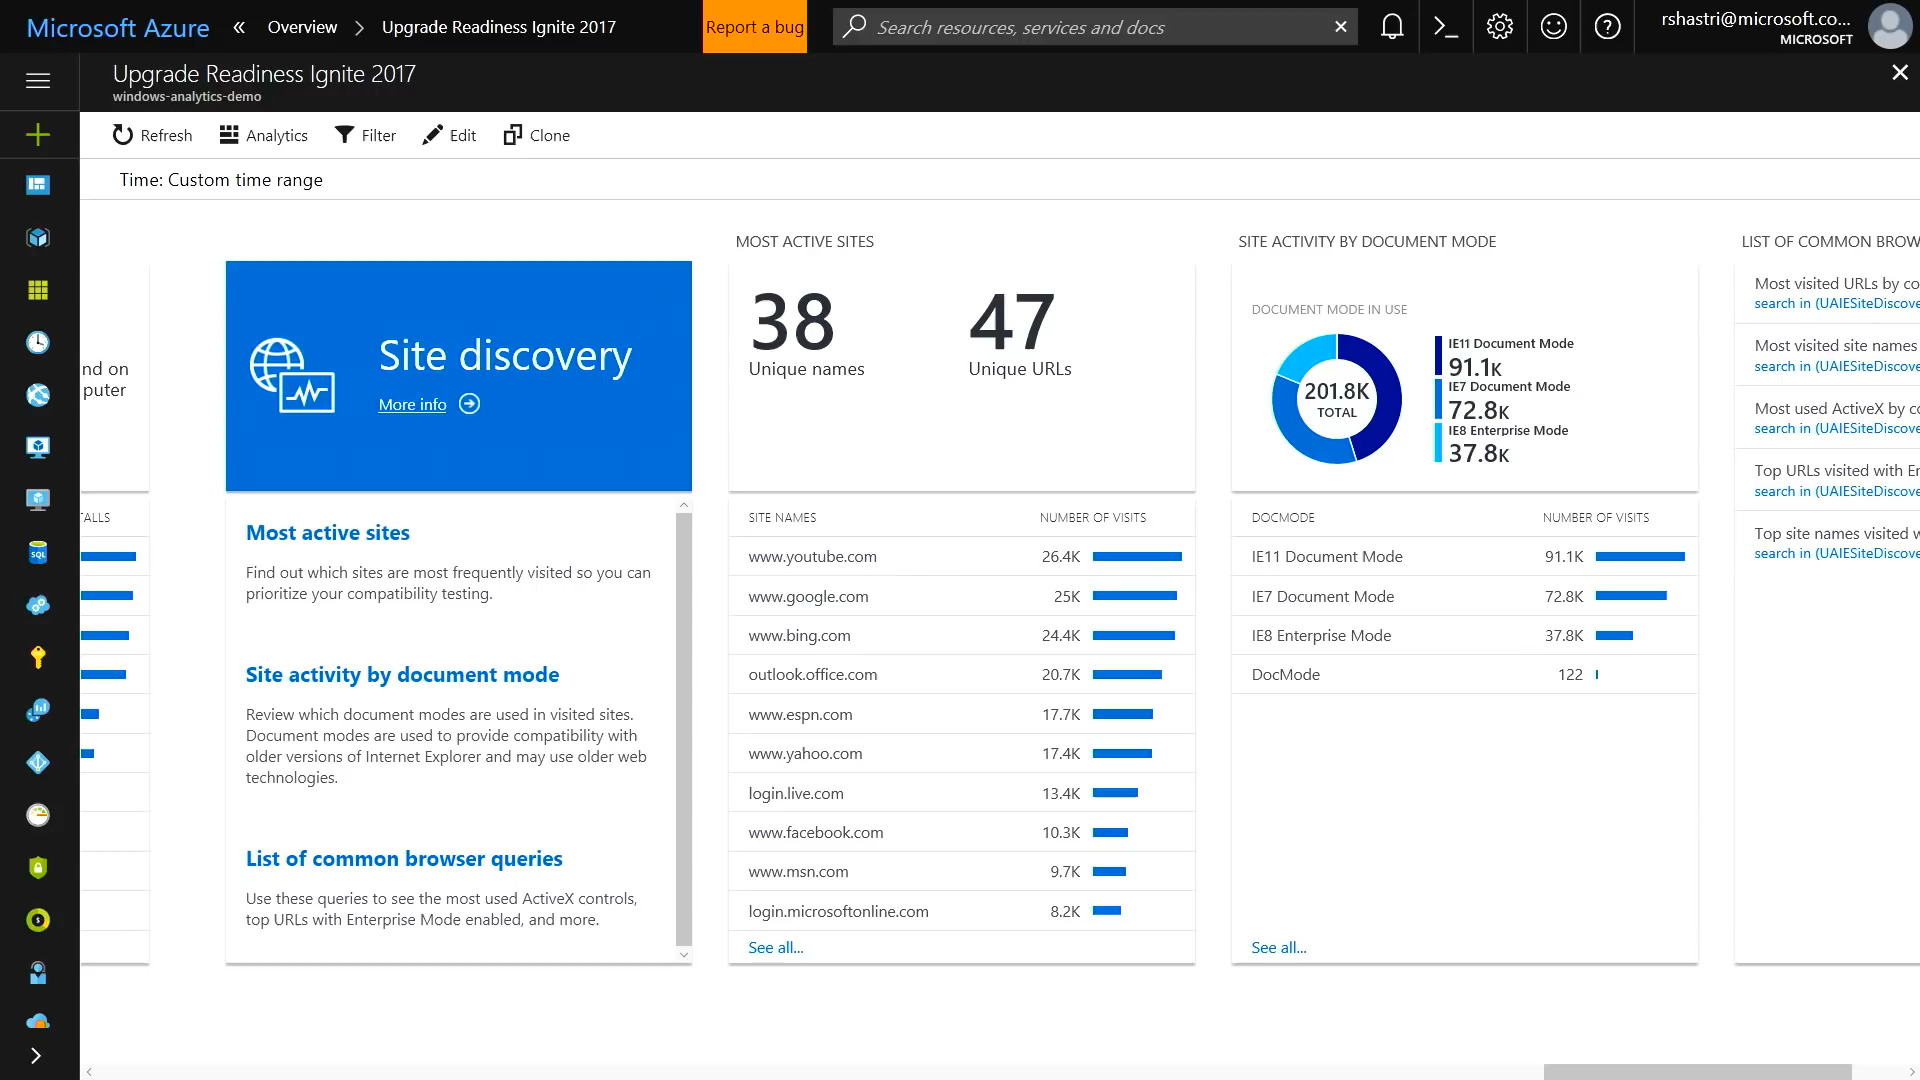 Microsoft Azure « Overview > Upgrade Readiness Ignite 2017
Report a bug
Search resources, services and docs
rshastri@microsoft.co...
MICROSOFT
Upgrade Readiness Ignite 2017
windows-analytics-demo
Refresh Analytics Filter Edit Clone
Time: Custom time range
nd on
puter
TALLS
Site discovery
More info
Most active sites
Find out which sites are most frequently visited so you can
prioritize your compatibility testing.
Site activity by document mode
Review which document modes are used in visited sites.
Document modes are used to provide compatibility with
older versions of Internet Explorer and may use older web
technologies.
List of common browser queries
Use these queries to see the most used ActiveX controls,
top URLs with Enterprise Mode enabled, and more.
MOST ACTIVE SITES
38 47
Unique names Unique URLs
SITE NAMES NUMBER OF VISITS
www.youtube.com 26.4K
www.google.com 25K
www.bing.com 24.4K
outlook.office.com 20.7K
www.espn.com 17.7K
www.yahoo.com 17.4K
login.live.com 13.4K
www.facebook.com 10.3K
www.msn.com 9.7K
login.microsoftonline.com 8.2K
See all...
SITE ACTIVITY BY DOCUMENT MODE
DOCUMENT MODE IN USE
201.8K
TOTAL
IE11 Document Mode
91.1K
IE7 Document Mode
72.8K
IE8 Enterprise Mode
37.8K
DOCMODE NUMBER OF VISITS
IE11 Document Mode 91.1K
IE7 Document Mode 72.8K
IE8 Enterprise Mode 37.8K
DocMode 122
See all...
LIST OF COMMON BROW
Most visited URLs by co
search in (UAIESiteDiscove
Most visited site names
search in (UAIESiteDiscove
Most used ActiveX by co
search in (UAIESiteDiscove
Top URLs visited with En
search in (UAIESiteDiscove
Top site names visited w
search in (UAIESiteDiscove